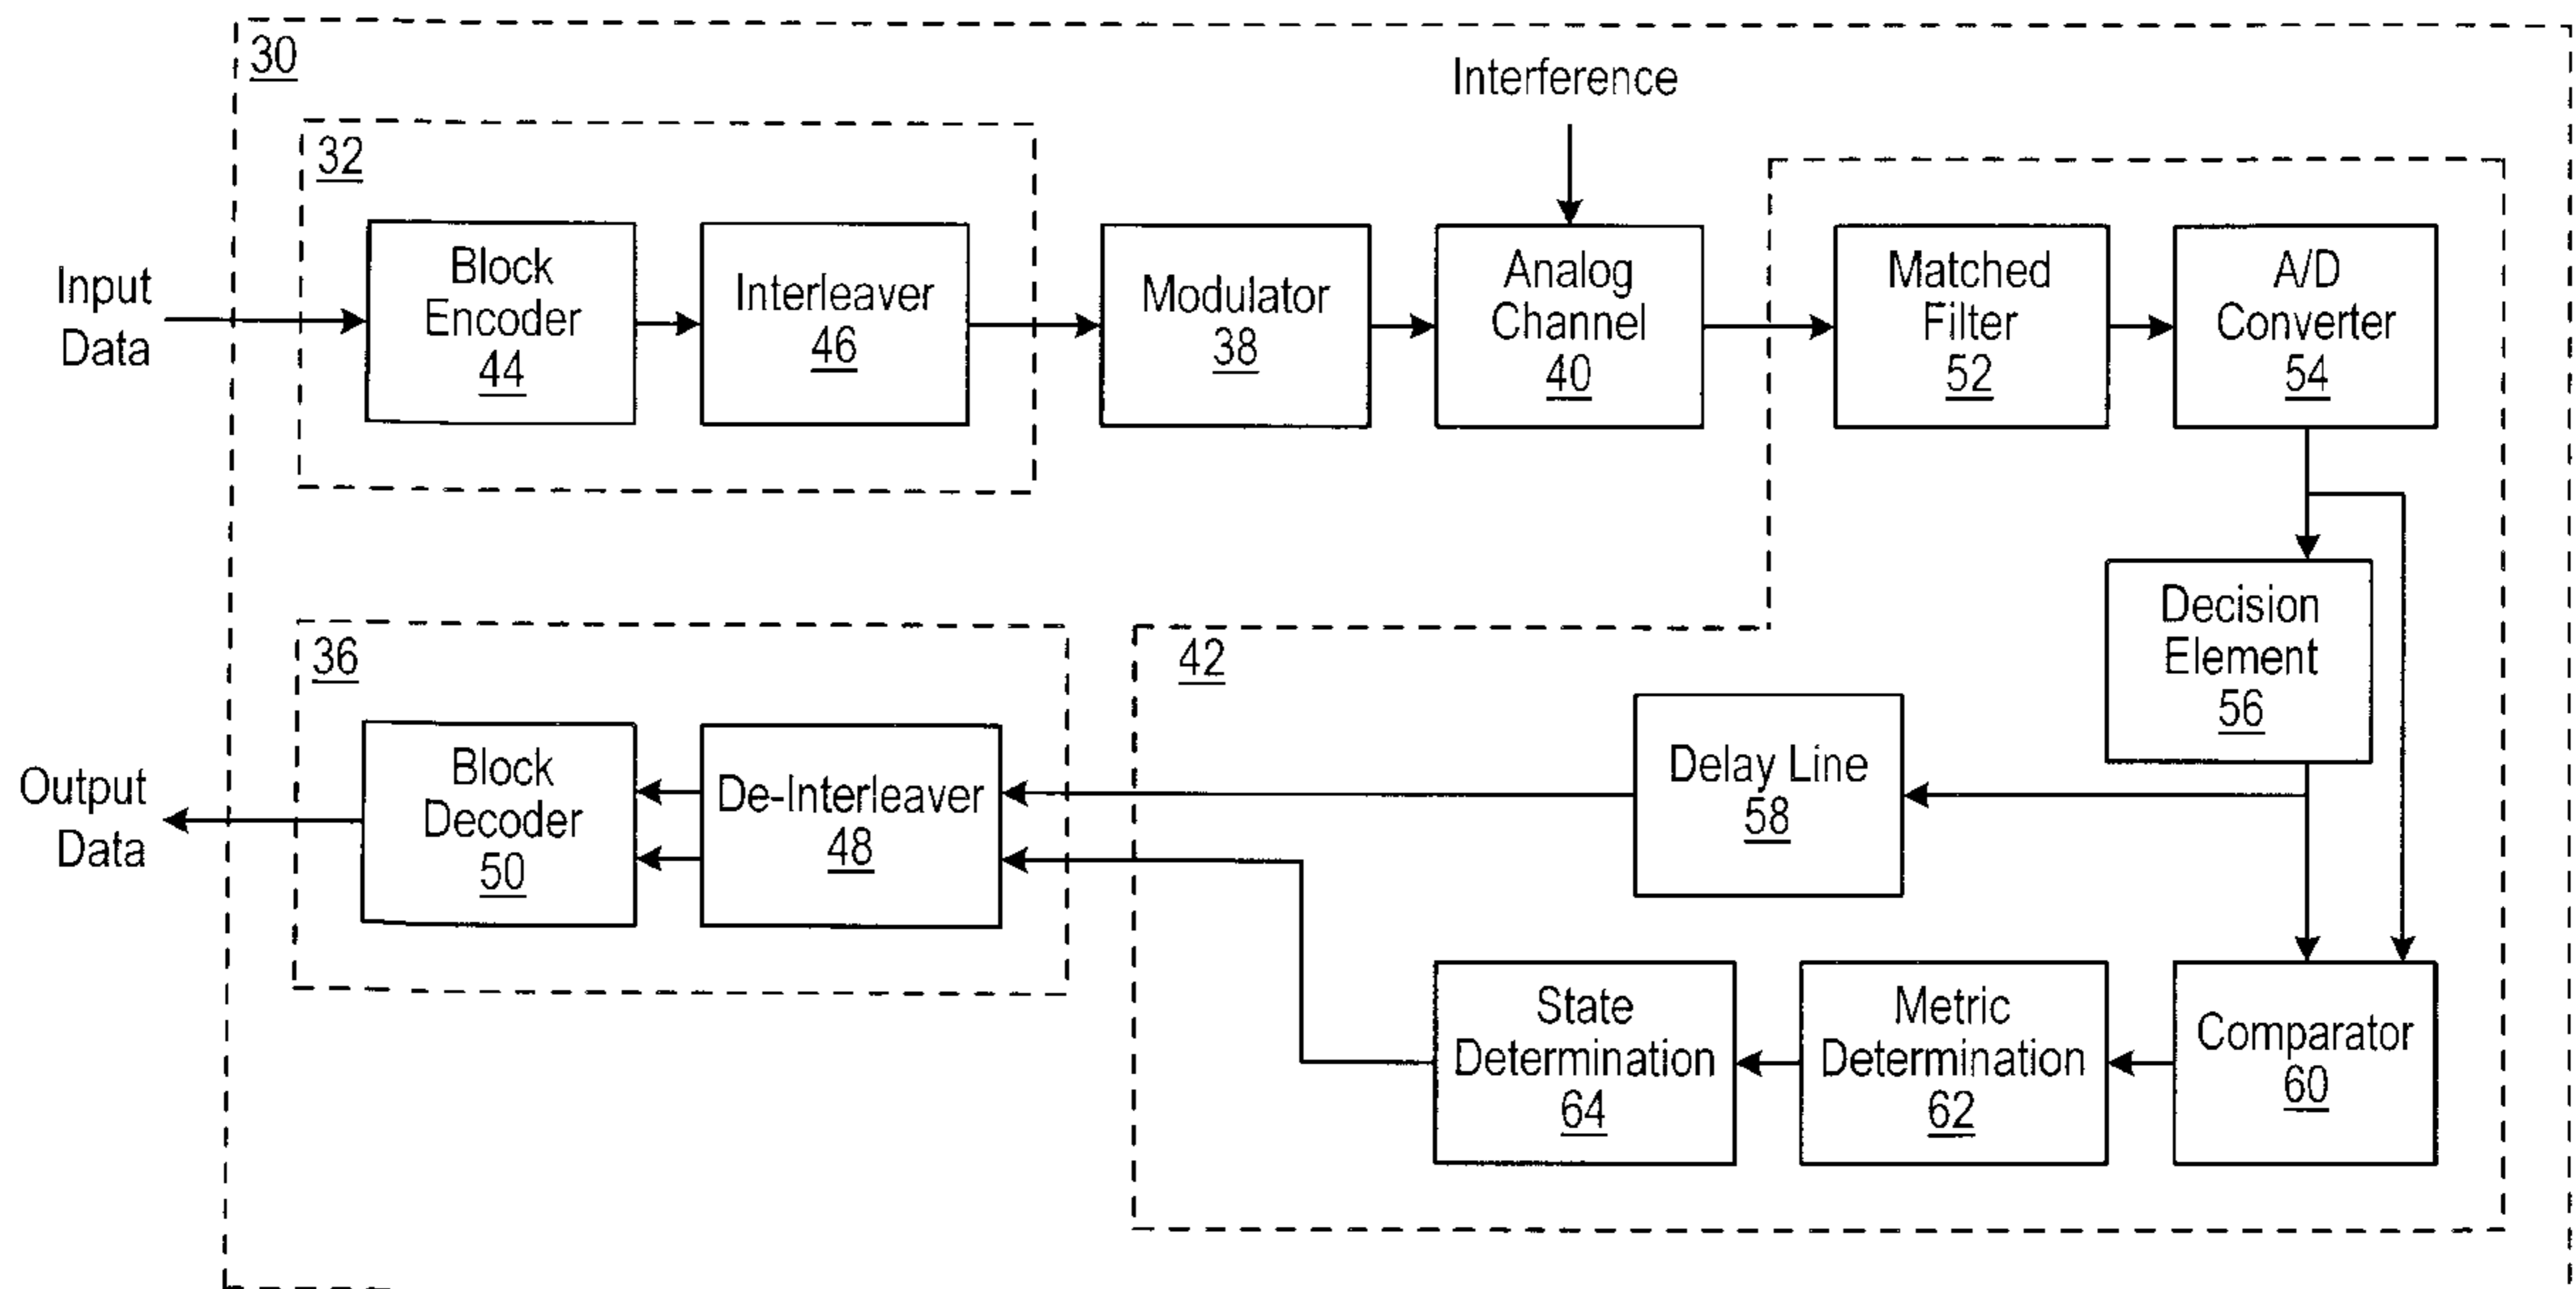 30
Interference
32
Input
Data
Block
Encoder
44
Interleaver
46
Modulator
38
Analog
Channel
40
Matched
Filter
52
A/D
Converter
54
Decision
Element
56
36
42
Output
Data
Block
Decoder
50
De-Interleaver
48
Delay Line
58
State
Determination
64
Metric
Determination
62
Comparator
60